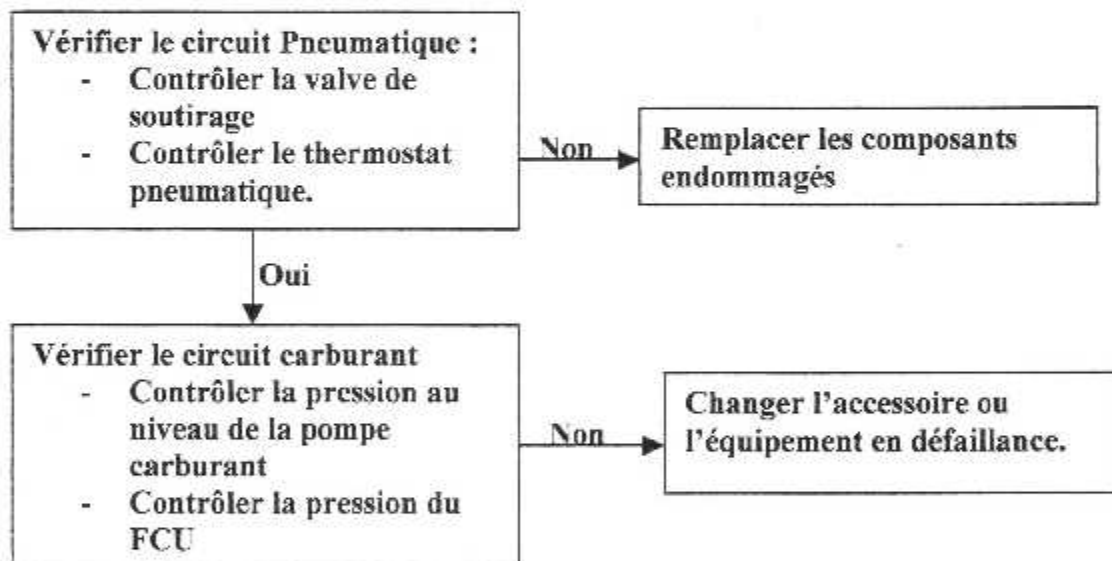 Vérifier le circuit Pneumatique :
- Contrôler la valve de
soutirage
- Contrôler le thermostat
pneumatique.
Non
Remplacer les composants
endommagés
Oui
Vérifier le circuit carburant
- Contrôler la pression au
niveau de la pompe
carburant
- Contrôler la pression du
FCU
Non
Changer l'accessoire ou
l'équipement en défaillance.